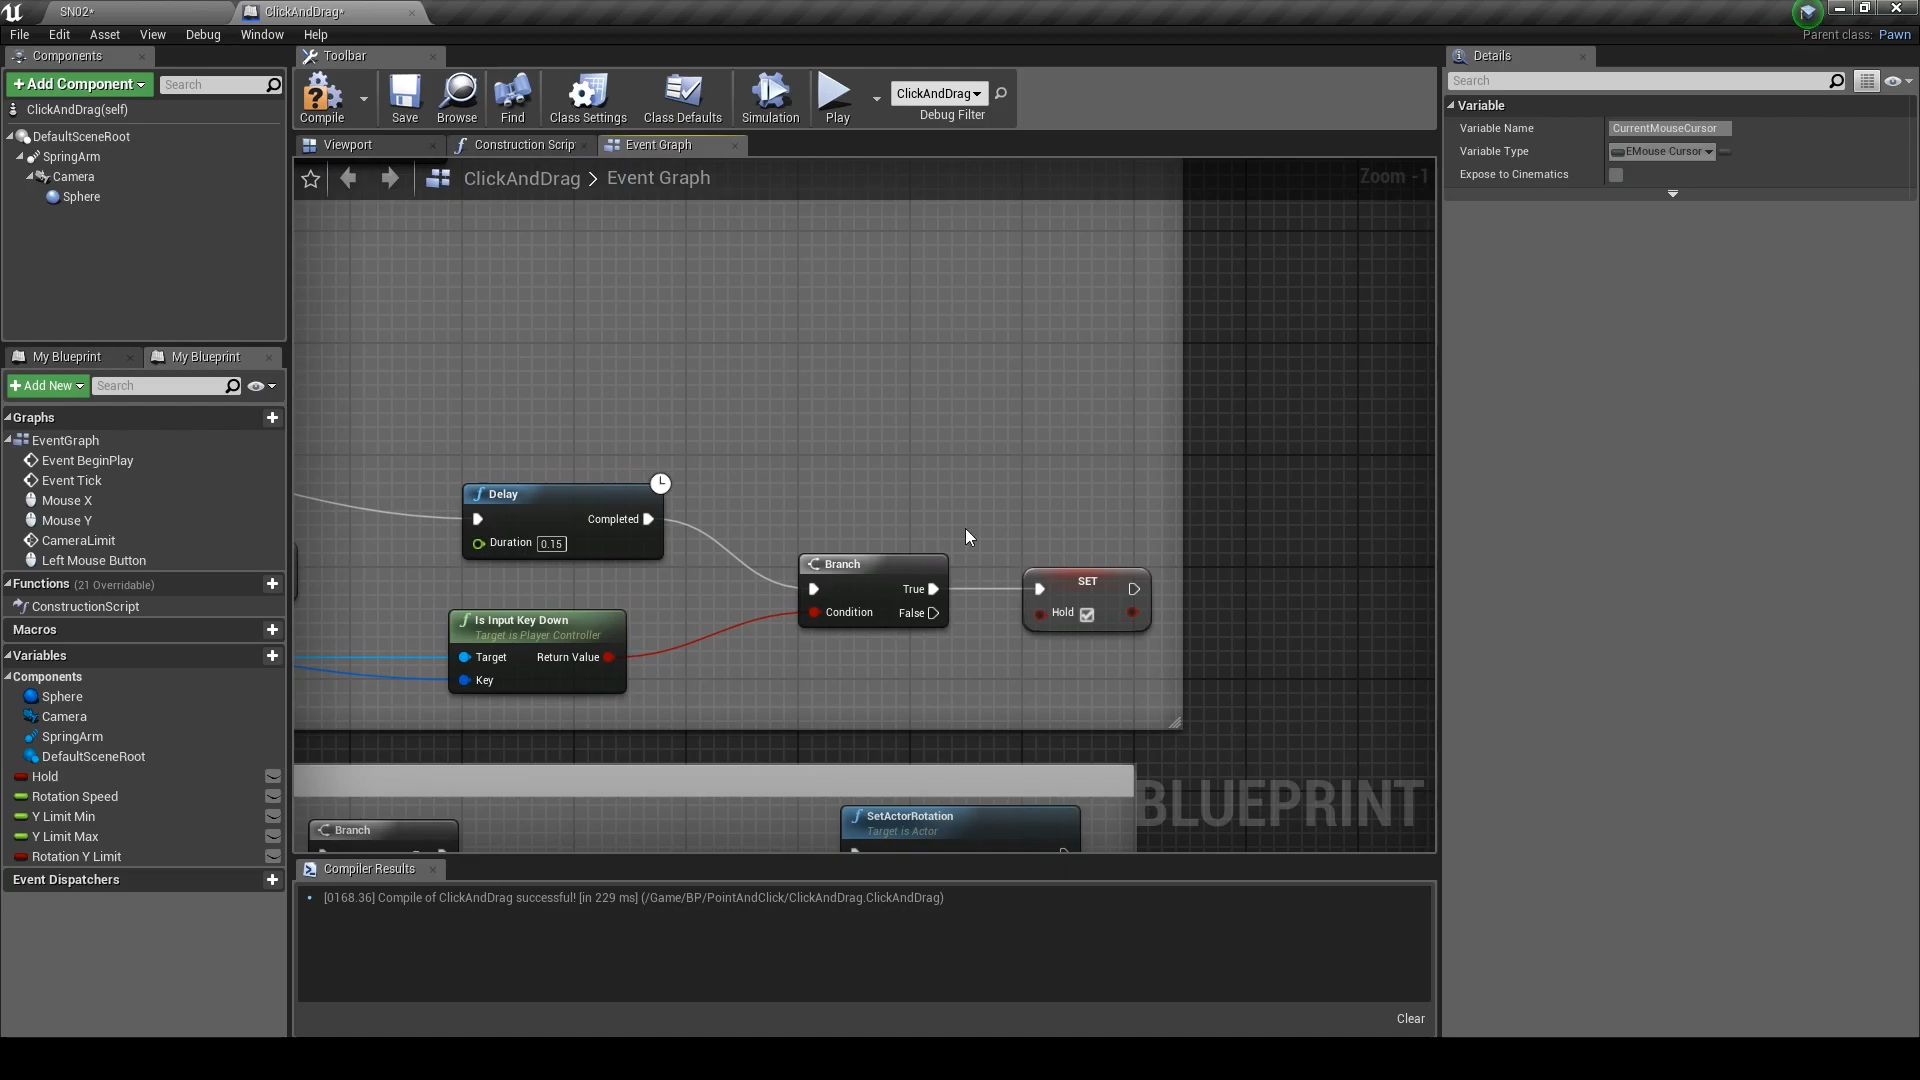 SN02*
ClickAndDrag*
File Edit Asset View Debug Window Help
Parent class: Pawn
Components
Toolbar
Details
+Add Component
Search
Search
ClickAndDrag(self)
ClickAndDrag
Debug Filter
Compile Save Browse Find Class Settings Class Defaults Simulation Play
Variable
Variable Name CurrentMouseCursor
Variable Type EMouse Cursor
Expose to Cinematics
DefaultSceneRoot
SpringArm
Camera
Sphere
Viewport
Construction Scrip
Event Graph
ClickAndDrag > Event Graph
Zoom -1
My Blueprint
My Blueprint
+Add New
Search
Graphs
EventGraph
Event BeginPlay
Event Tick
Mouse X
Mouse Y
CameraLimit
Left Mouse Button
Functions (21 Overridable)
ConstructionScript
Macros
Variables
Components
Sphere
Camera
SpringArm
DefaultSceneRoot
Hold
Rotation Speed
Y Limit Min
Y Limit Max
Rotation Y Limit
Event Dispatchers
Delay
Completed
Duration 0.15
Branch
True
Condition False
SET
Hold
Is Input Key Down
Target is Player Controller
Target Return Value
Key
Branch
SetActorRotation
Target is Actor
BLUEPRINT
Compiler Results
[0168.36] Compile of ClickAndDrag successful! [in 229 ms] (/Game/BP/PointAndClick/ClickAndDrag.ClickAndDrag)
Clear